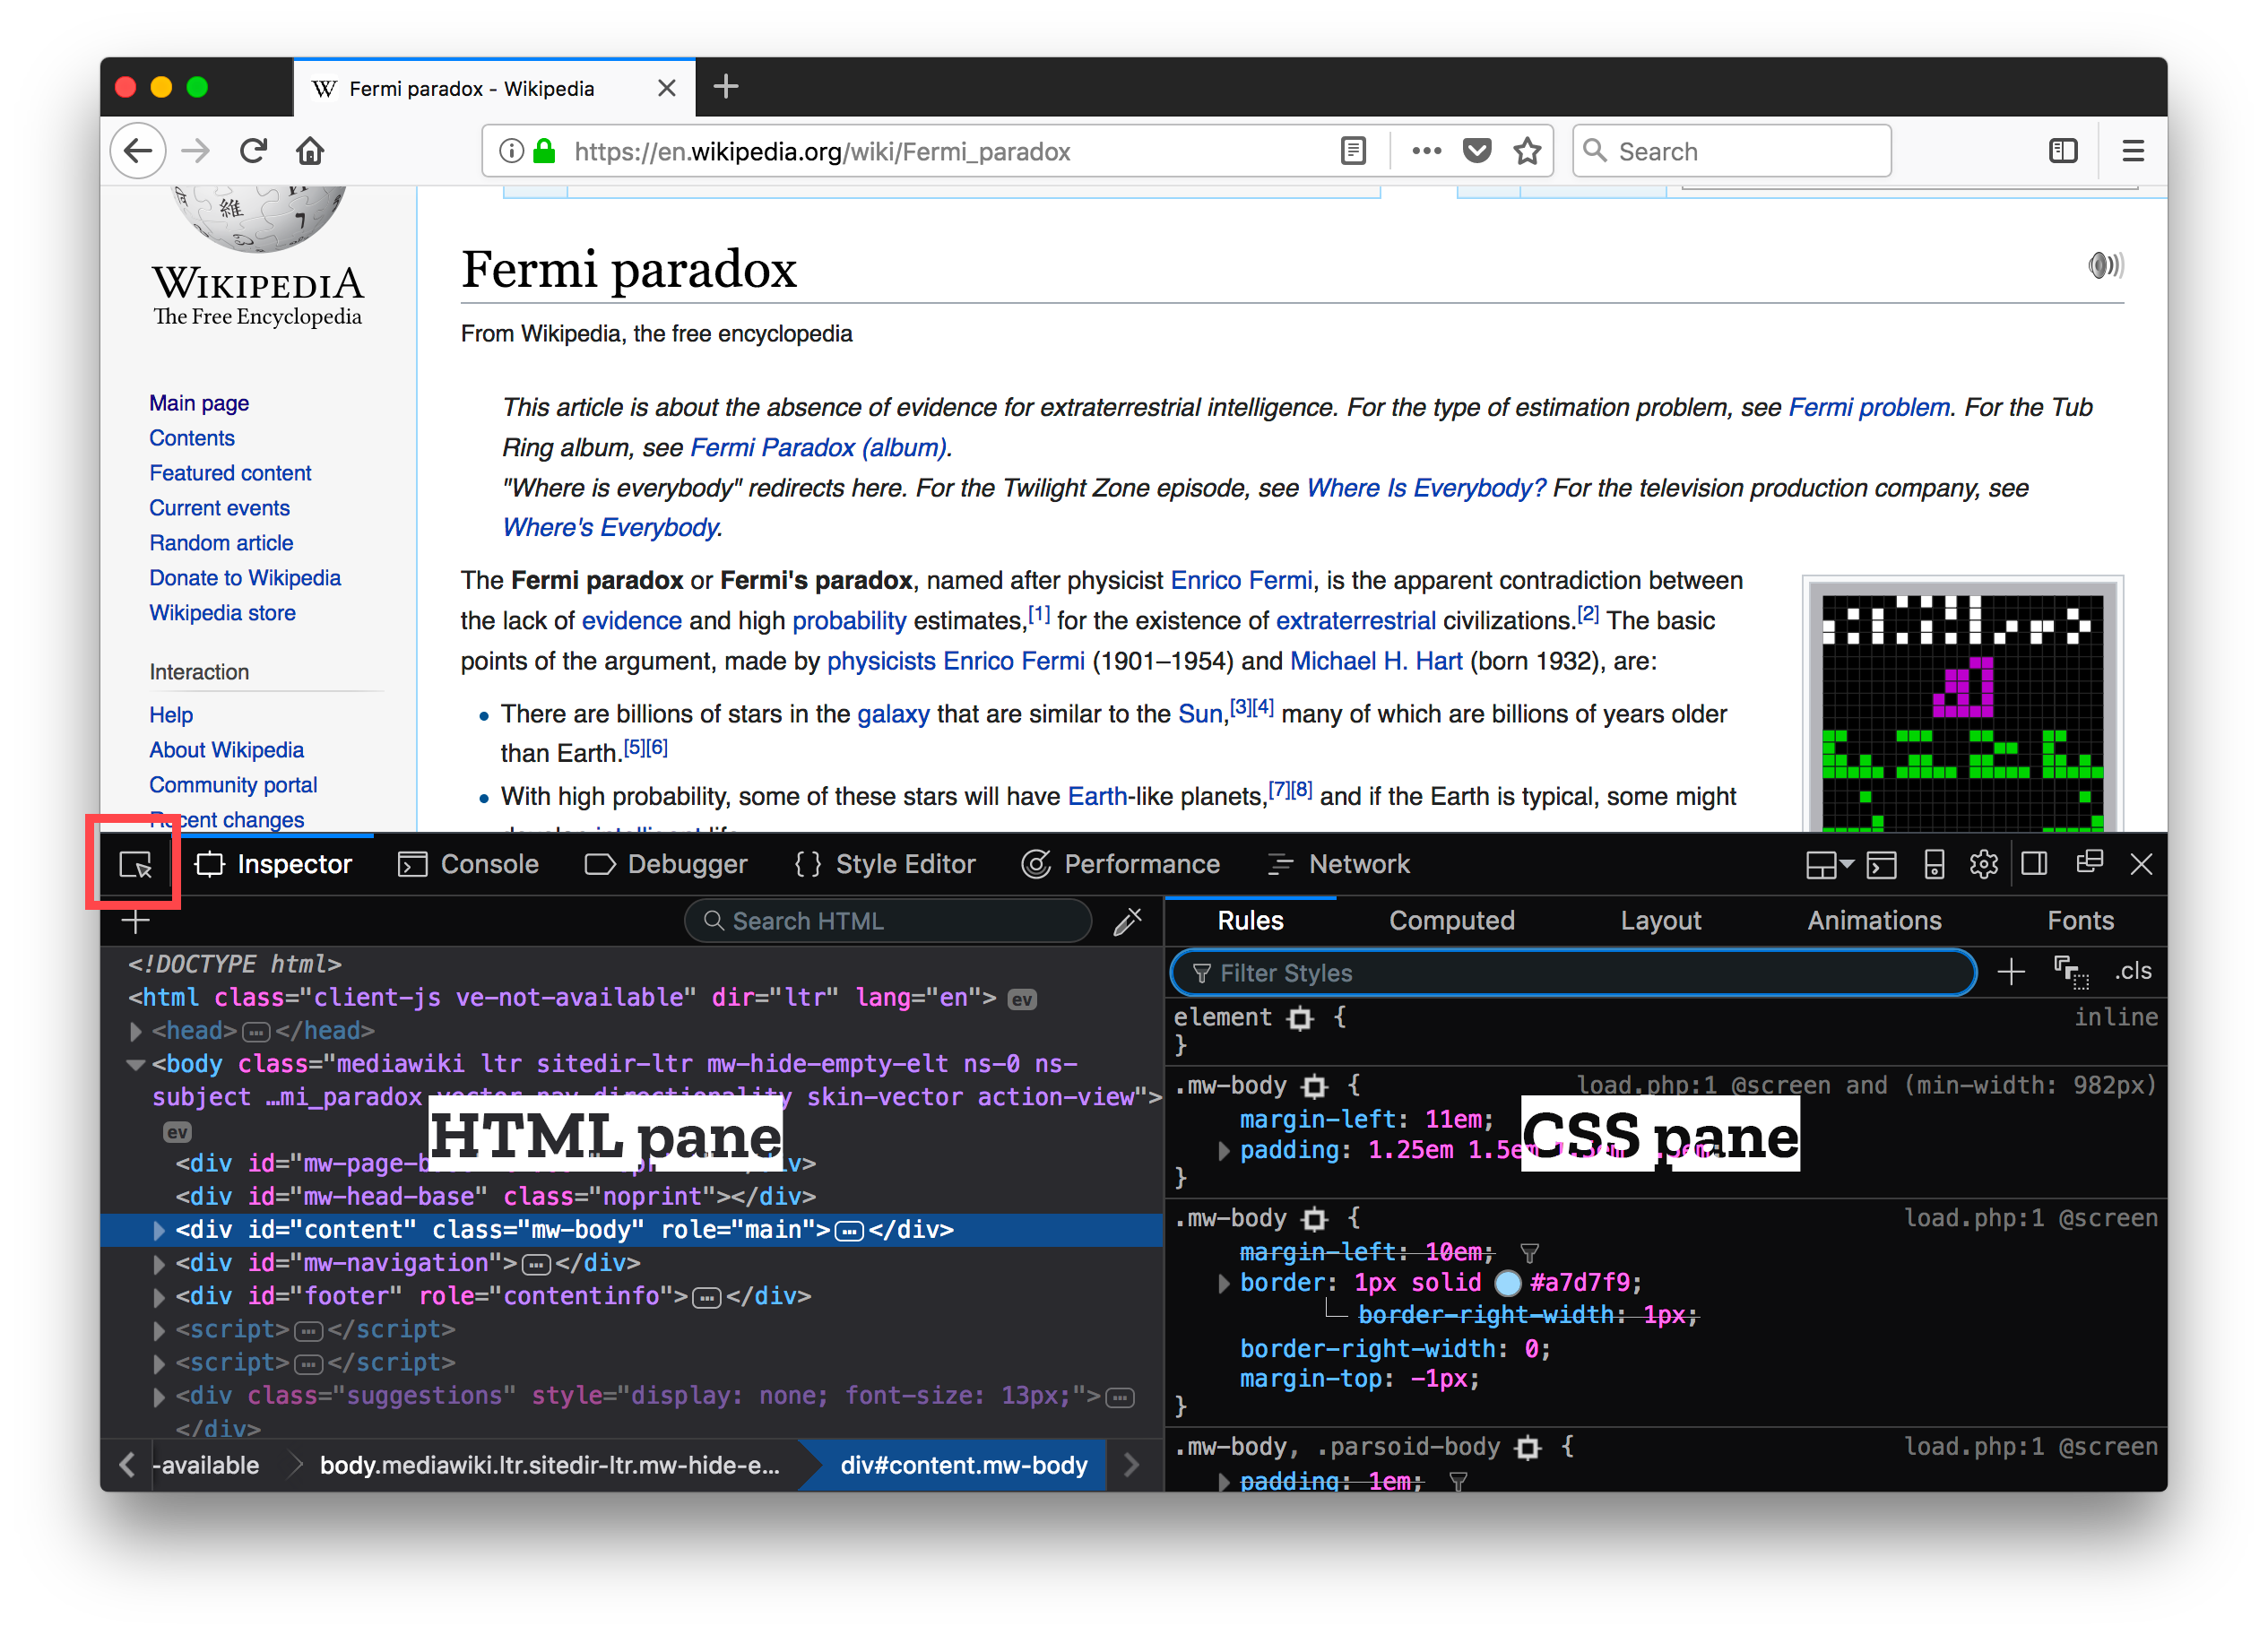 Fermi paradox - Wikipedia
https://en.wikipedia.org/wiki/Fermi_paradox
Search
維
WIKIPEDIA
The Free Encyclopedia
Main page
Contents
Featured content
Current events
Random article
Donate to Wikipedia
Wikipedia store
Interaction
Help
About Wikipedia
Community portal
Recent changes
Fermi paradox
From Wikipedia, the free encyclopedia
This article is about the absence of evidence for extraterrestrial intelligence. For the type of estimation problem, see Fermi problem. For the Tub
Ring album, see Fermi Paradox (album).
"Where is everybody" redirects here. For the Twilight Zone episode, see Where Is Everybody? For the television production company, see
Where's Everybody.
The Fermi paradox or Fermi's paradox, named after physicist Enrico Fermi, is the apparent contradiction between
the lack of evidence and high probability estimates,[1] for the existence of extraterrestrial civilizations.[2] The basic
points of the argument, made by physicists Enrico Fermi (1901–1954) and Michael H. Hart (born 1932), are:
• There are billions of stars in the galaxy that are similar to the Sun,[3][4] many of which are billions of years older
than Earth.[5][6]
• With high probability, some of these stars will have Earth-like planets,[7][8] and if the Earth is typical, some might
Inspector Console Debugger { } Style Editor Performance Network
Search HTML
<!DOCTYPE html>
<html class="client-js ve-not-available" dir="ltr" lang="en"> ev
<head>…</head>
<body class="mediawiki ltr sitedir-ltr mw-hide-empty-elt ns-0 ns-
subject …mi_paradox skin-vector action-view">
ev
HTML pane
<div id="mw-page-b /div>
<div id="mw-head-base" class="noprint"></div>
<div id="content" class="mw-body" role="main">…</div>
<div id="mw-navigation">…</div>
<div id="footer" role="contentinfo">…</div>
<script>…</script>
<script>…</script>
<div class="suggestions" style="display: none; font-size: 13px;">…
</div>
-available body.mediawiki.ltr.sitedir-ltr.mw-hide-e... div#content.mw-body
Rules Computed Layout Animations Fonts
Filter Styles + .cls
element { inline
}
.mw-body { load.php:1 @screen and (min-width: 982px)
margin-left: 11em;
padding: 1.25em 1.5em
CSS pane
}
.mw-body { load.php:1 @screen
margin-left: 10em;
border: 1px solid #a7d7f9;
border-right-width: 1px;
border-right-width: 0;
margin-top: -1px;
}
.mw-body, .parsoid-body { load.php:1 @screen
padding: 1em;